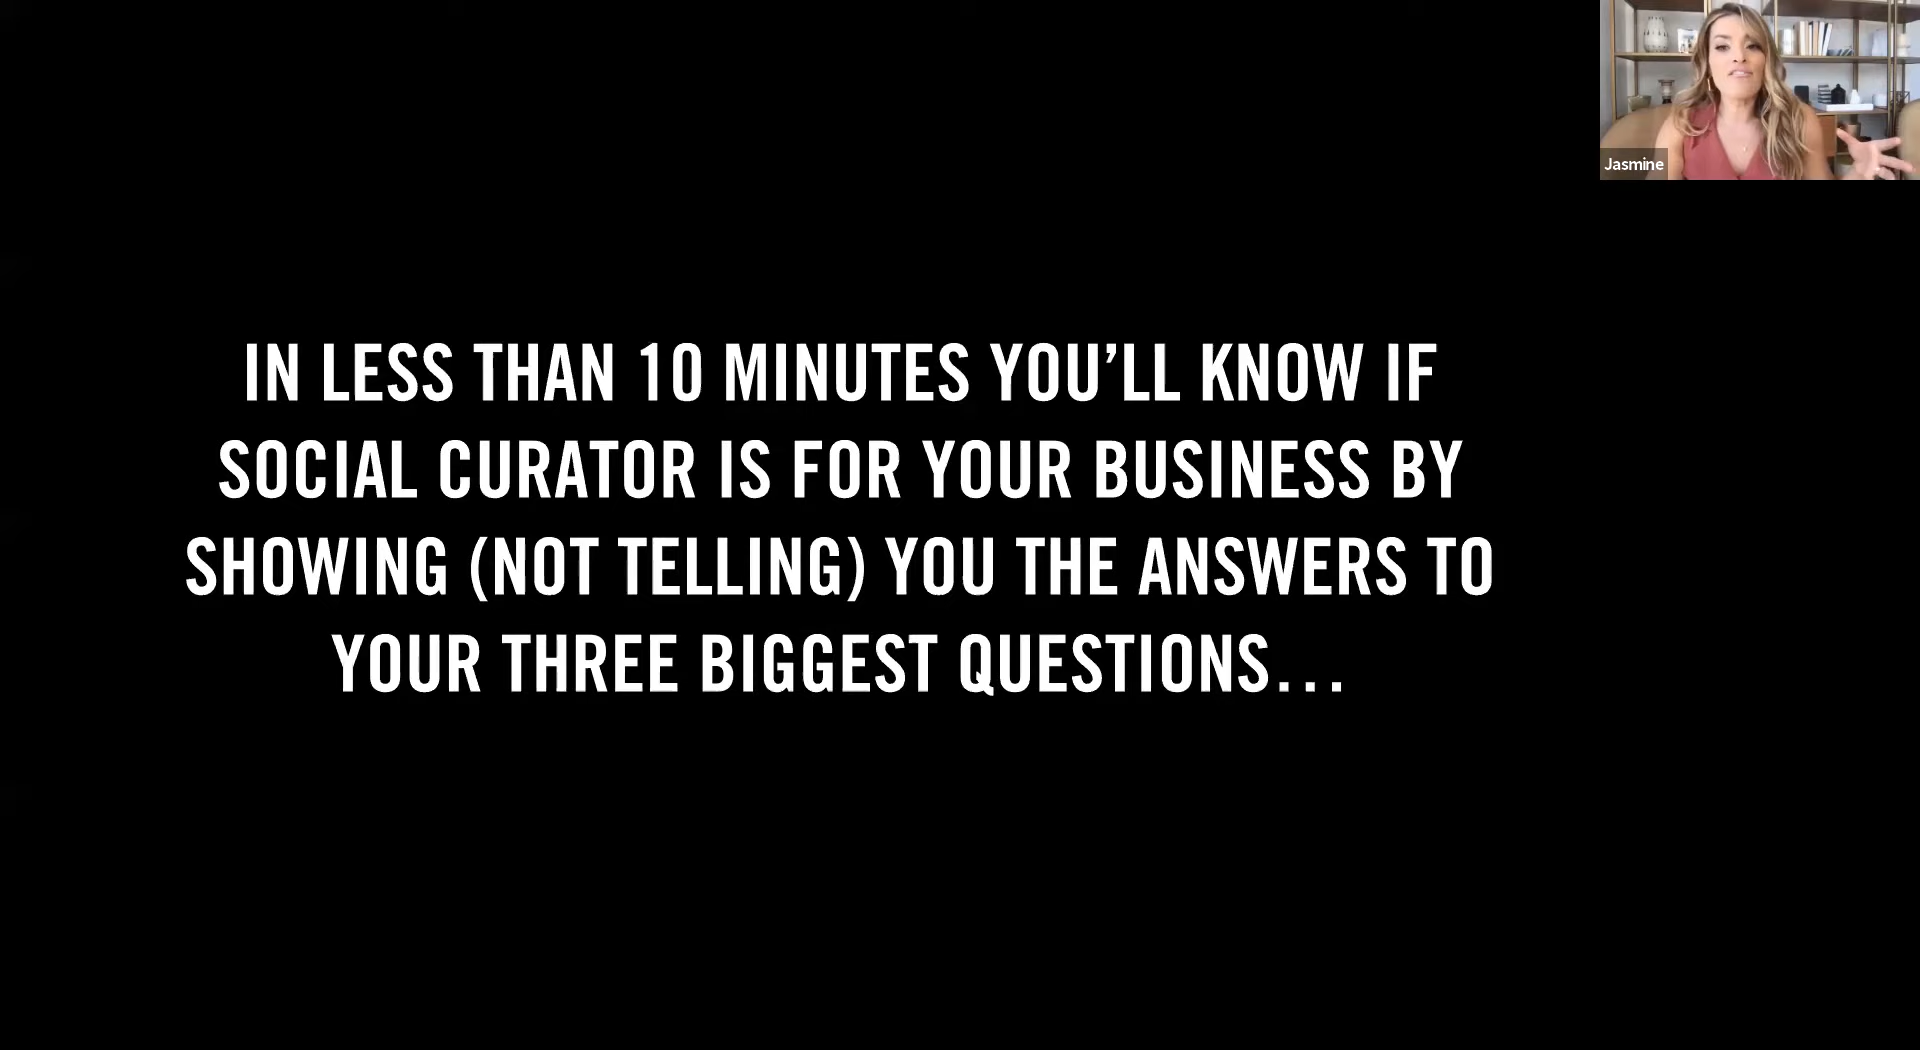 Jasmine
IN LESS THAN 10 MINUTES YOU’LL KNOW IF
SOCIAL CURATOR IS FOR YOUR BUSINESS BY
SHOWING (NOT TELLING) YOU THE ANSWERS TO
YOUR THREE BIGGEST QUESTIONS...